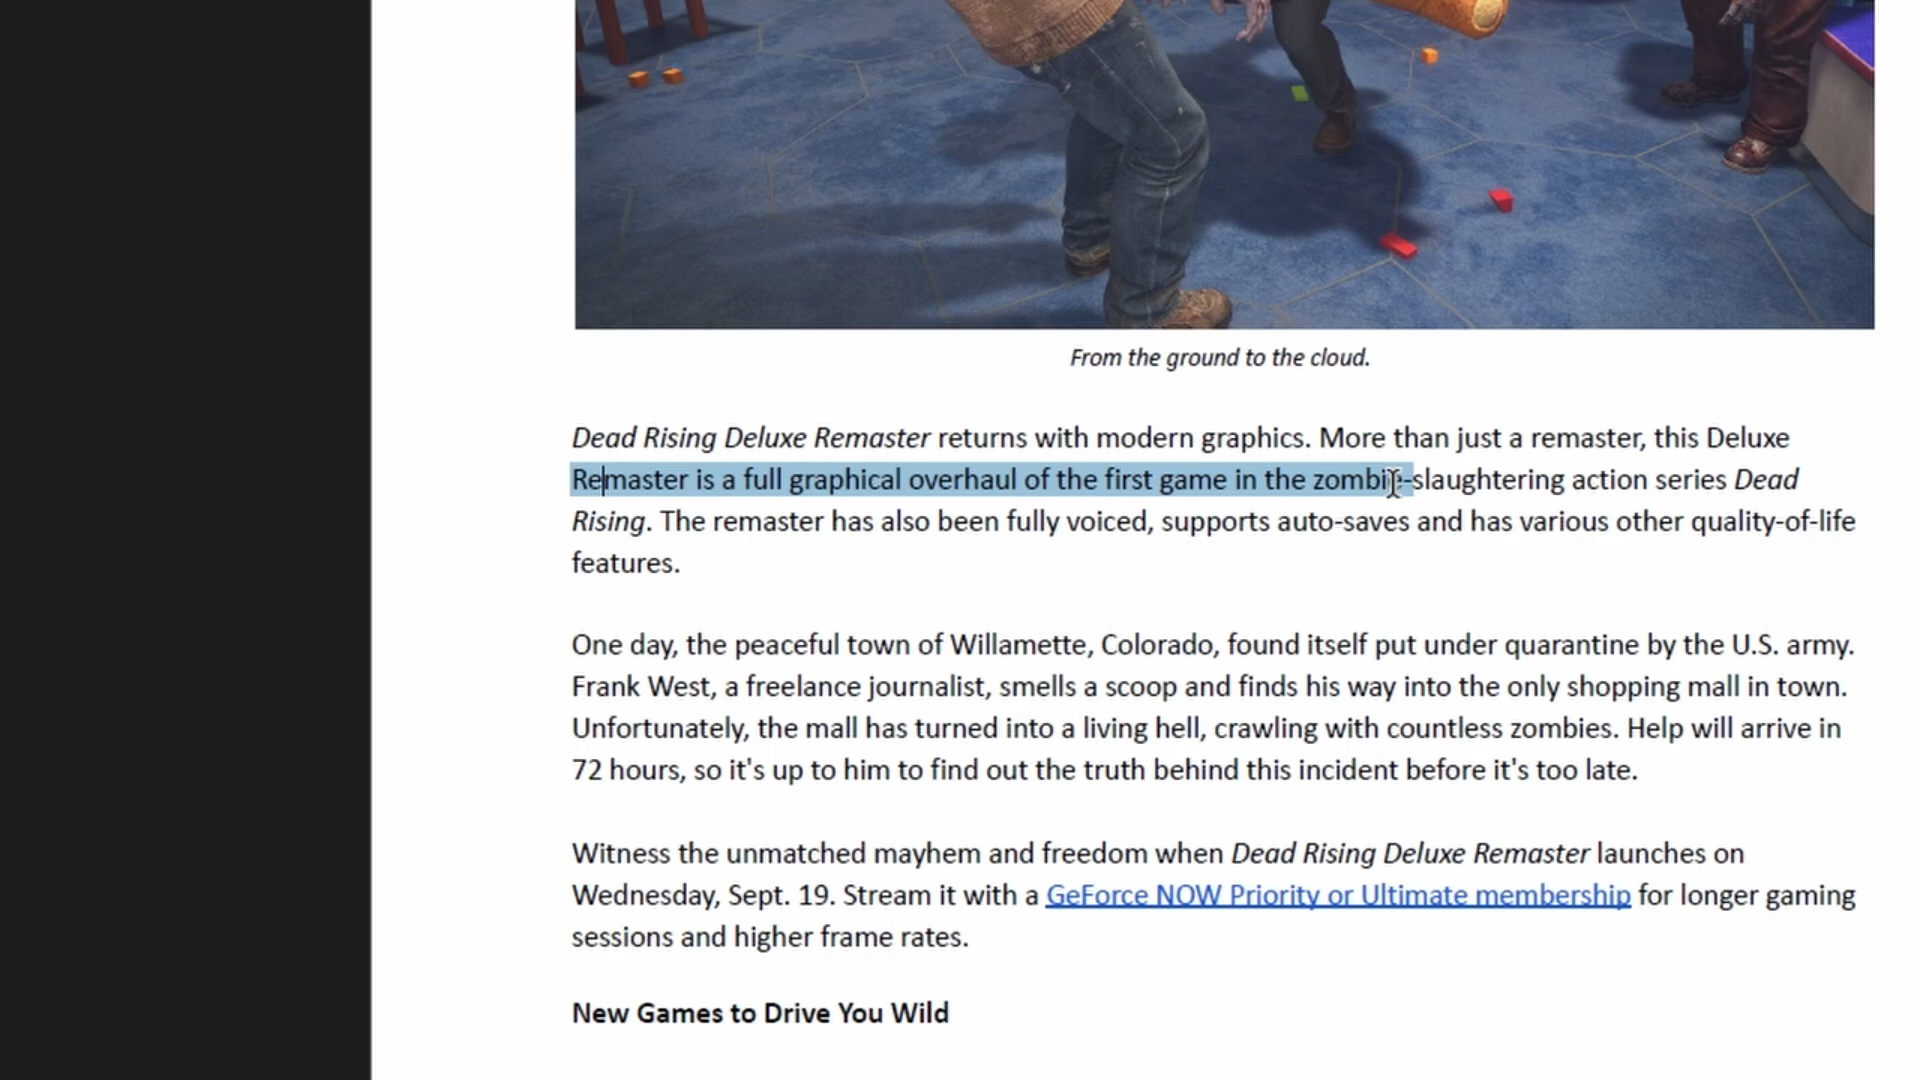 From the ground to the cloud.
Dead Rising Deluxe Remaster returns with modern graphics. More than just a remaster, this Deluxe
Remaster is a full graphical overhaul of the first game in the zombie-slaughtering action series Dead
Rising. The remaster has also been fully voiced, supports auto-saves and has various other quality-of-life
features.
One day, the peaceful town of Willamette, Colorado, found itself put under quarantine by the U.S. army.
Frank West, a freelance journalist, smells a scoop and finds his way into the only shopping mall in town.
Unfortunately, the mall has turned into a living hell, crawling with countless zombies. Help will arrive in
72 hours, so it's up to him to find out the truth behind this incident before it's too late.
Witness the unmatched mayhem and freedom when Dead Rising Deluxe Remaster launches on
Wednesday, Sept. 19. Stream it with a GeForce NOW Priority or Ultimate membership for longer gaming
sessions and higher frame rates.
New Games to Drive You Wild